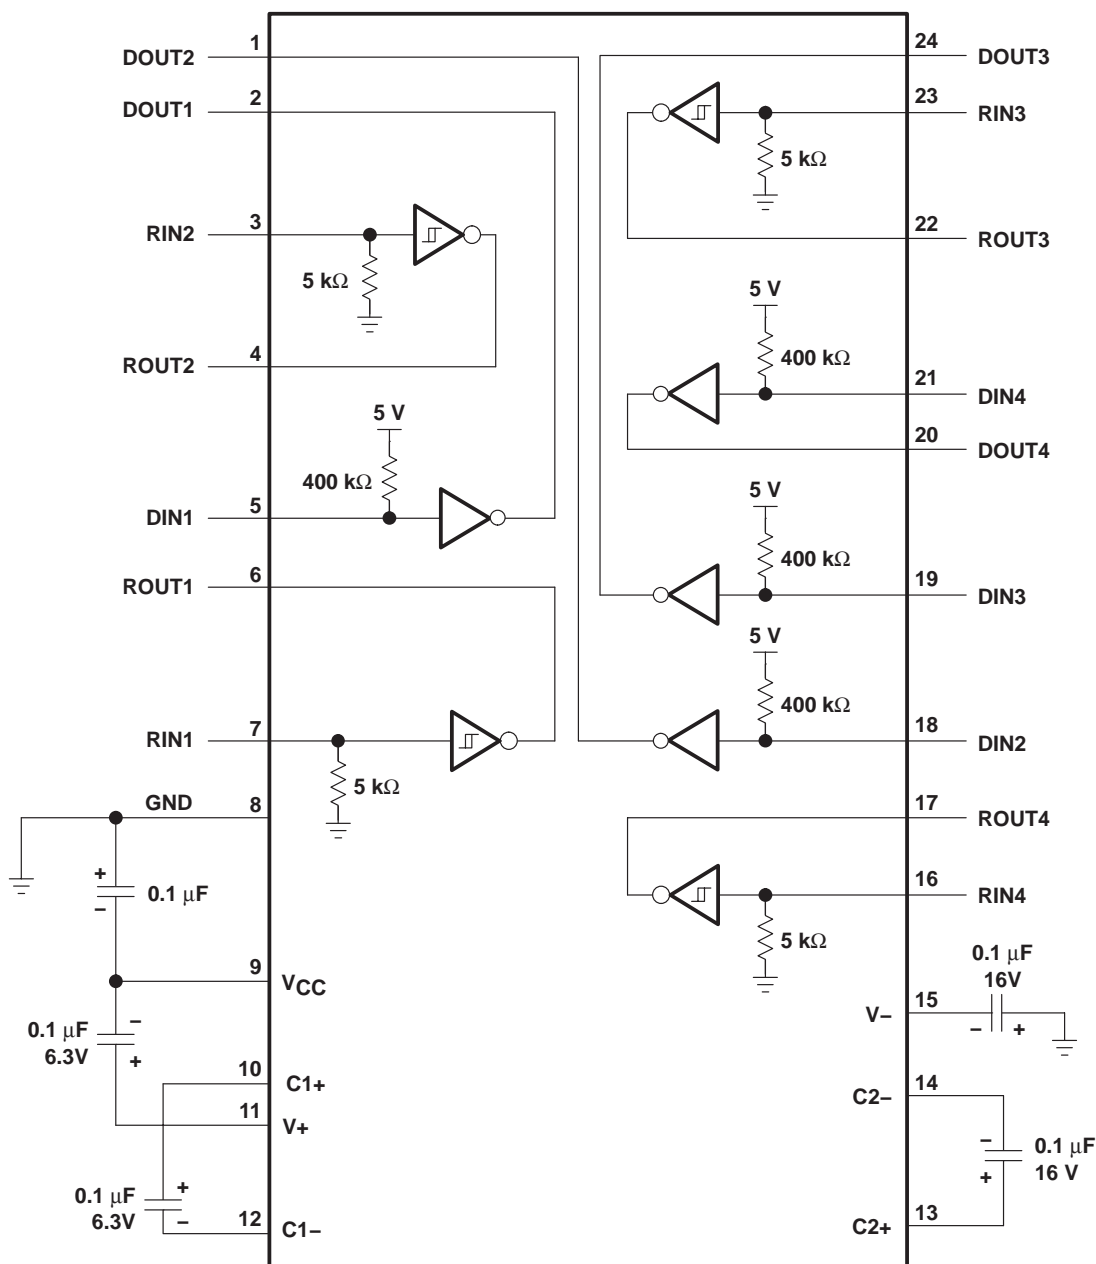 1
DOUT2
2
DOUT1
3
RIN2
5 kΩ
4
ROUT2
5 V
400 kΩ
5
DIN1
6
ROUT1
7
RIN1
5 kΩ
GND
8
+
0.1 µF
–
9
VCC
–
0.1 µF
6.3V
+
10
C1+
11
V+
+
0.1 µF
6.3V
–
12
C1–
24
DOUT3
23
RIN3
5 kΩ
22
ROUT3
5 V
400 kΩ
21
DIN4
20
DOUT4
5 V
400 kΩ
19
DIN3
5 V
400 kΩ
18
DIN2
17
ROUT4
16
RIN4
5 kΩ
0.1 µF
16V
15
V–
– +
14
C2–
–
0.1 µF
16 V
+
13
C2+